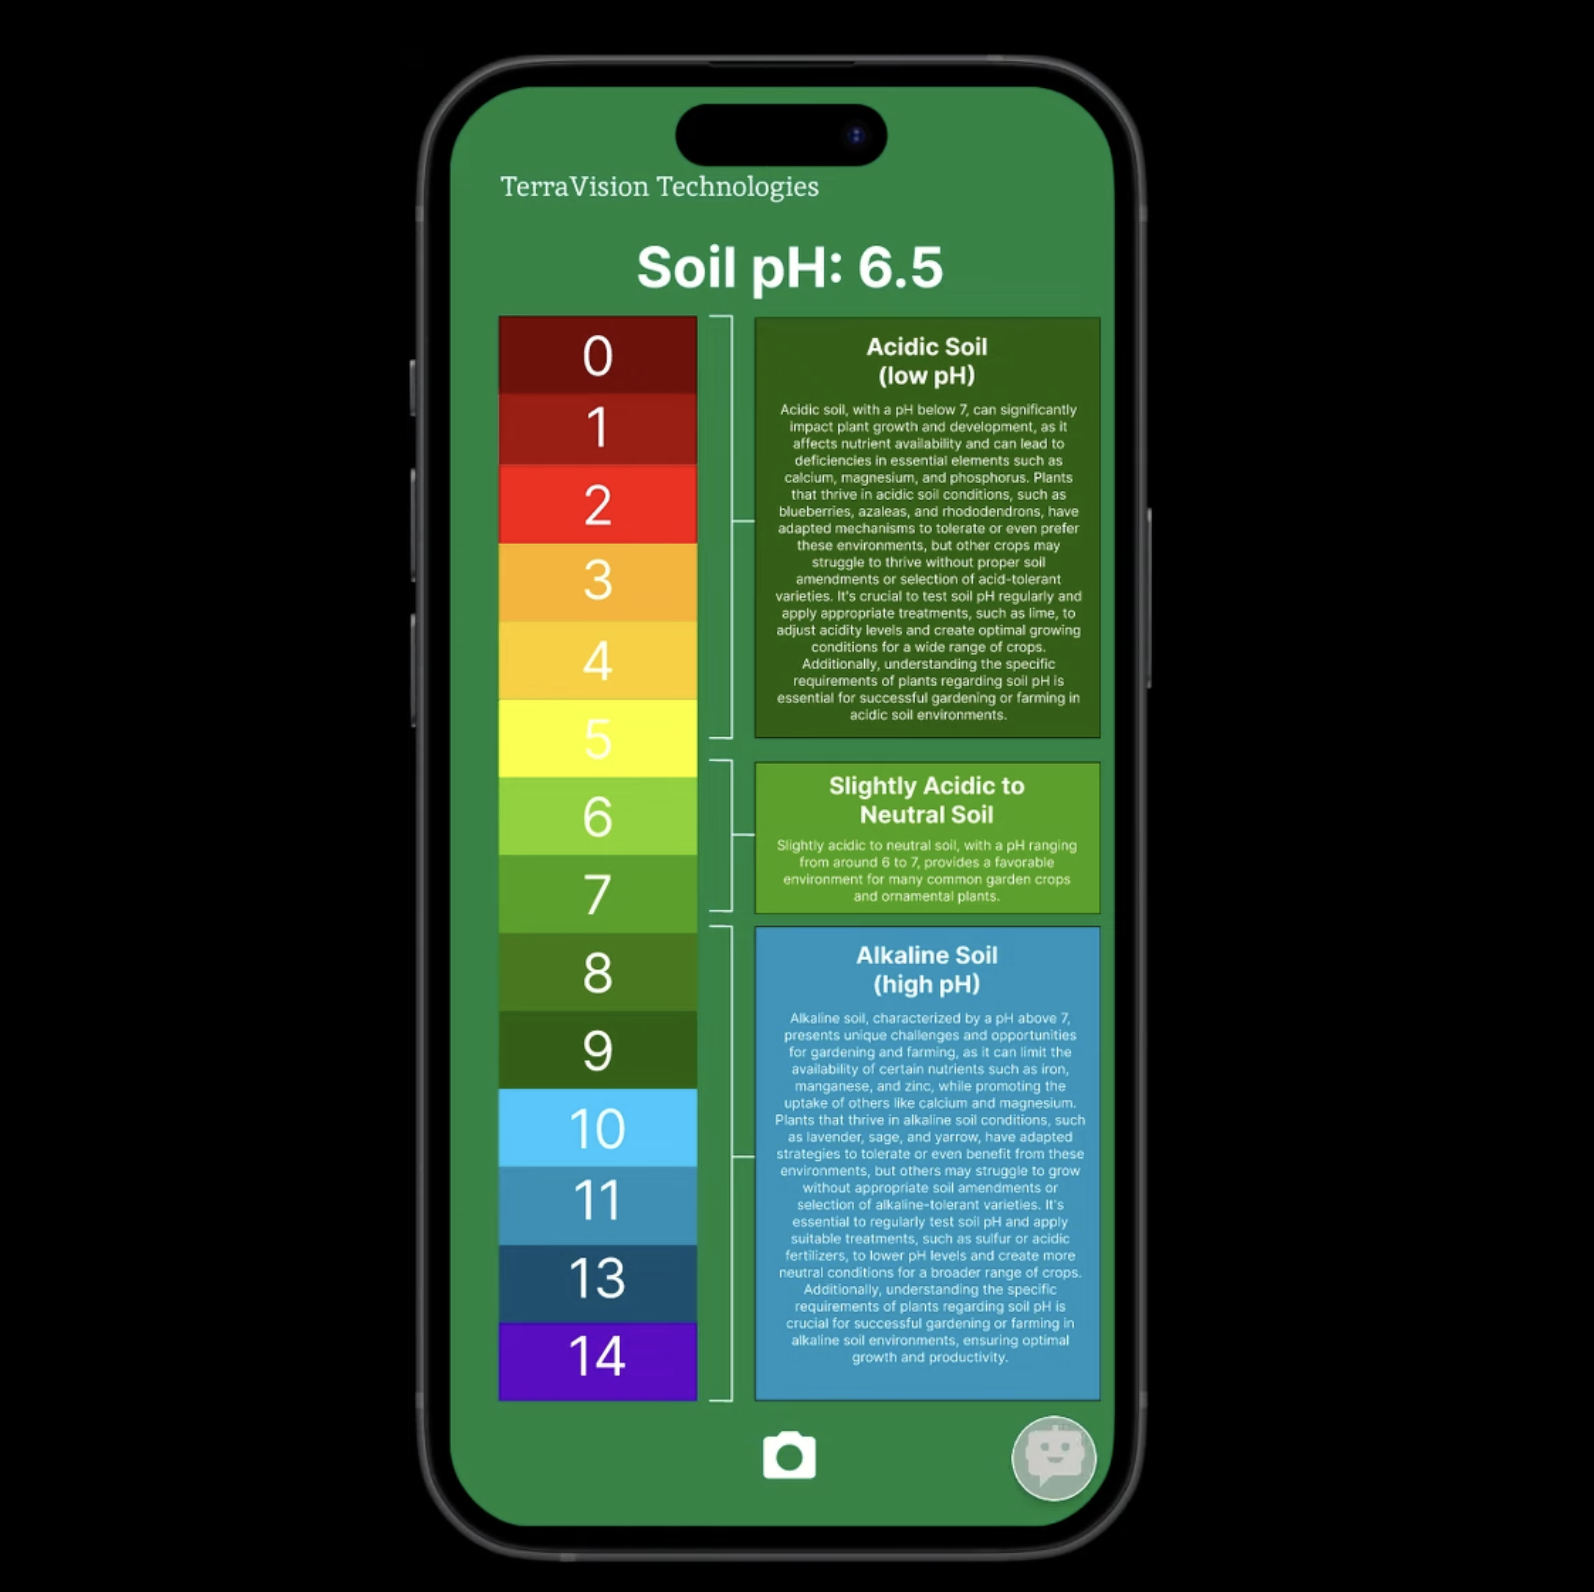 TerraVision Technologies
Soil pH: 6.5
0
1
2
3
4
5
6
7
8
9
10
11
13
14
Acidic Soil
(low pH)
Acidic soil, with a pH below 7, can significantly
impact plant growth and development, as it
affects nutrient availability and can lead to
deficiencies in essential elements such as
calcium, magnesium, and phosphorus. Plants
that thrive in acidic soil conditions, such as
blueberries, azaleas, and rhododendrons, have
adapted mechanisms to tolerate or even prefer
these environments, but other crops may
struggle to thrive without proper soil
amendments or selection of acid-tolerant
varieties. It's crucial to test soil pH regularly and
apply appropriate treatments, such as lime, to
adjust acidity levels and create optimal growing
conditions for a wide range of crops.
Additionally, understanding the specific
requirements of plants regarding soil pH is
essential for successful gardening or farming in
acidic soil environments.
Slightly Acidic to
Neutral Soil
Slightly acidic to neutral soil, with a pH ranging
from around 6 to 7, provides a favorable
environment for many common garden crops
and ornamental plants.
Alkaline Soil
(high pH)
Alkaline soil, characterized by a pH above 7,
presents unique challenges and opportunities
for gardening and farming, as it can limit the
availability of certain nutrients such as iron,
manganese, and zinc, while promoting the
uptake of others like calcium and magnesium.
Plants that thrive in alkaline soil conditions, such
as lavender, sage, and yarrow, have adapted
strategies to tolerate or even benefit from these
environments, but others may struggle to grow
without appropriate soil amendments or
selection of alkaline-tolerant varieties. It's
essential to regularly test soil pH and apply
suitable treatments, such as sulfur or acidic
fertilizers, to lower pH levels and create more
neutral conditions for a broader range of crops.
Additionally, understanding the specific
requirements of plants regarding soil pH is
crucial for successful gardening or farming in
alkaline soil environments, ensuring optimal
growth and productivity.